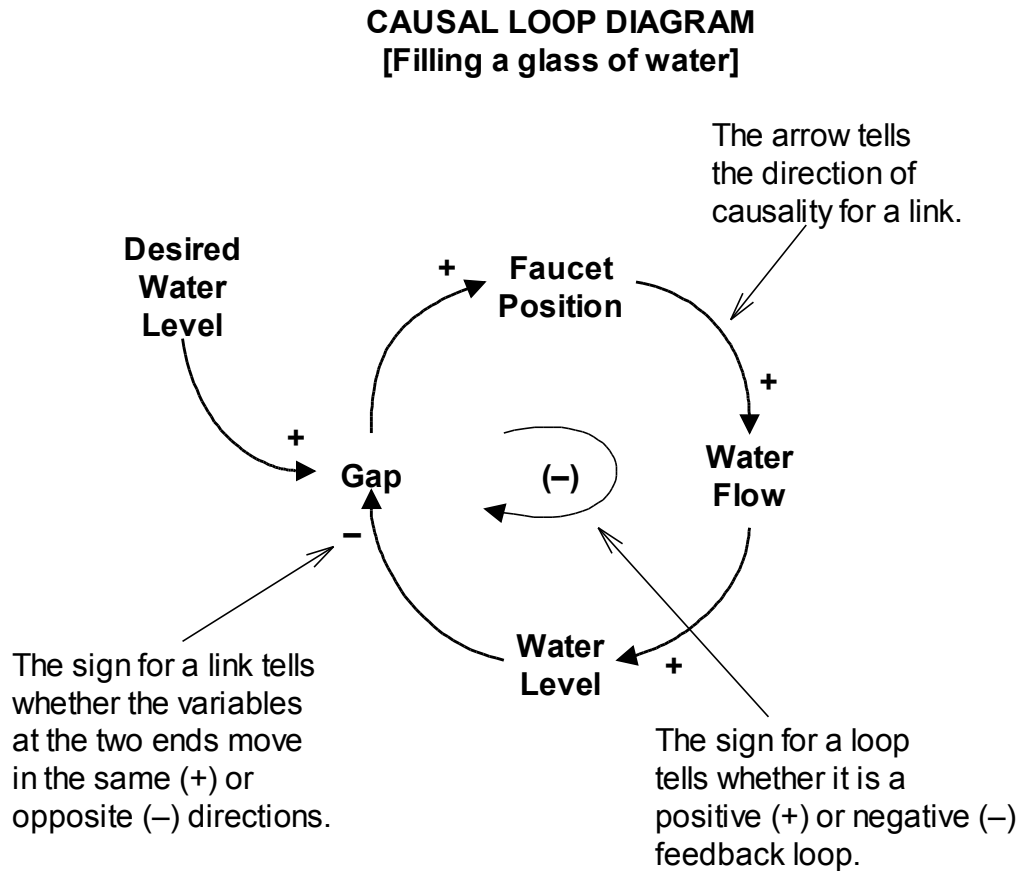 CAUSAL LOOP DIAGRAM
[Filling a glass of water]
The arrow tells
the direction of
causality for a link.
Desired
Water
Level
+
Faucet
Position
+
+
Gap
(–)
Water
Flow
–
Water
Level
+
The sign for a link tells
whether the variables
at the two ends move
in the same (+) or
opposite (–) directions.
The sign for a loop
tells whether it is a
positive (+) or negative (–)
feedback loop.